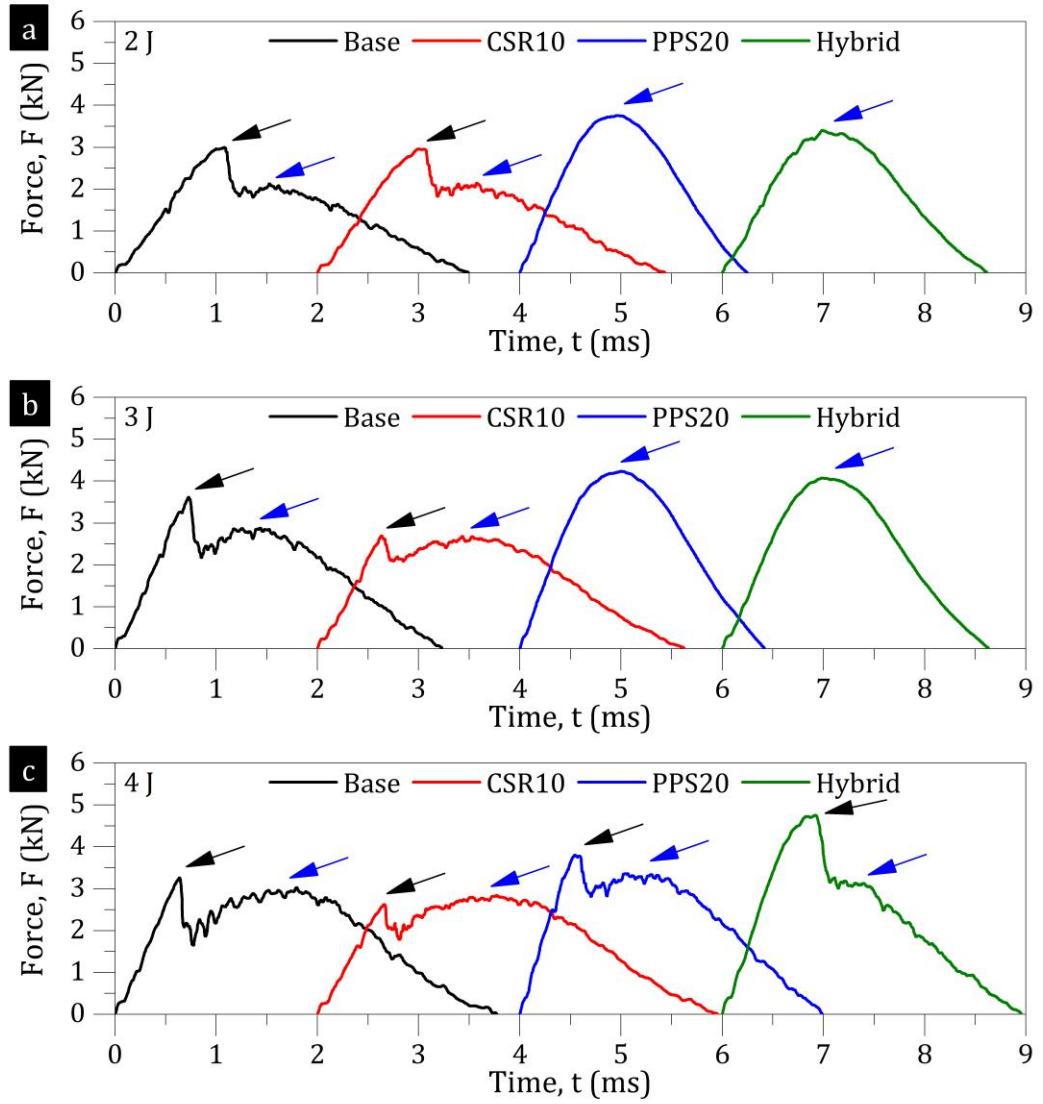 a
2 J
Base CSR10 PPS20 Hybrid
Force, F (kN)
6
5
4
3
2
1
0
0 1 2 3 4 5 6 7 8 9
Time, t (ms)
b
3 J
Base CSR10 PPS20 Hybrid
Force, F (kN)
6
5
4
3
2
1
0
0 1 2 3 4 5 6 7 8 9
Time, t (ms)
c
4 J
Base CSR10 PPS20 Hybrid
Force, F (kN)
6
5
4
3
2
1
0
0 1 2 3 4 5 6 7 8 9
Time, t (ms)